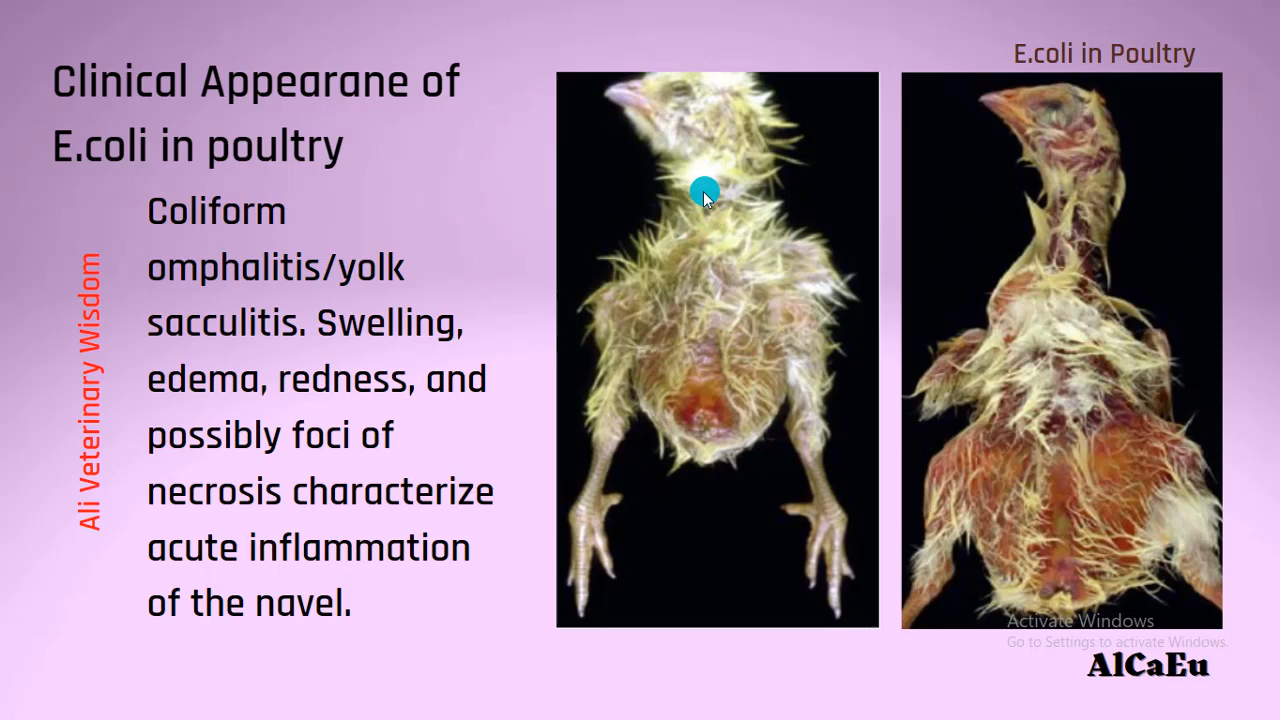 Clinical Appearane of
E.coli in poultry
Coliform
omphalitis/yolk
sacculitis. Swelling,
edema, redness, and
possibly foci of
necrosis characterize
acute inflammation
of the navel.
Ali Veterinary Wisdom
E.coli in Poultry
Activate Windows
Go to Settings to activate Windows.
AlCaEu